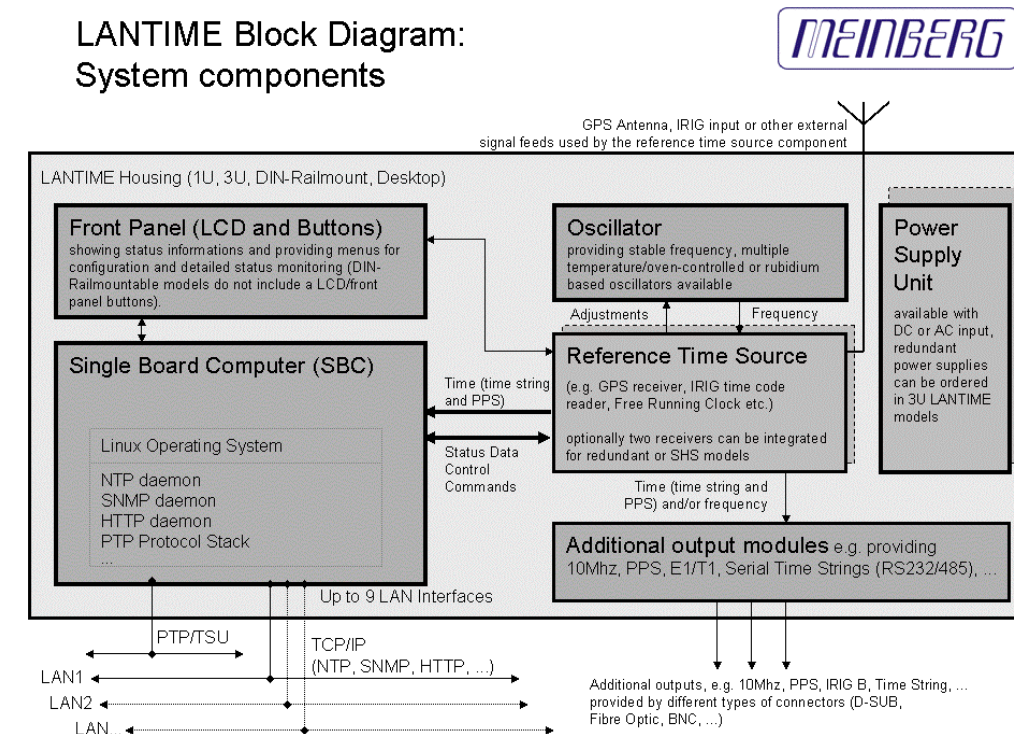 LANTIME Block Diagram:
System components
MEINBERG
GPS Antenna, IRIG input or other external
signal feeds used by the reference time source component
LANTIME Housing (1U, 3U, DIN-Railmount, Desktop)
Front Panel (LCD and Buttons)
showing status informations and providing menus for
configuration and detailed status monitoring (DIN-
Railmountable models do not include a LCD/front
panel buttons).
Oscillator
providing stable frequency, multiple
temperature/oven-controlled or rubidium
based oscillators available
Power
Supply
Unit
available with
DC or AC input,
redundant
power supplies
can be ordered
in 3U LANTIME
models
Adjustments
Frequency
Single Board Computer (SBC)
Linux Operating System
NTP daemon
SNMP daemon
HTTP daemon
PTP Protocol Stack
...
Time (time string
and PPS)
Status Data
Control
Commands
Reference Time Source
(e.g. GPS receiver, IRIG time code
reader, Free Running Clock etc.)
optionally two receivers can be integrated
for redundant or SHS models
Time (time string and
PPS) and/or frequency
Additional output modules e.g. providing
10Mhz, PPS, E1/T1, Serial Time Strings (RS232/485), ...
Up to 9 LAN Interfaces
PTP/TSU
TCP/IP
(NTP, SNMP, HTTP, ...)
LAN1
LAN2
LAN...
Additional outputs, e.g. 10Mhz, PPS, IRIG B, Time String, ...
provided by different types of connectors (D-SUB,
Fibre Optic, BNC, ...)